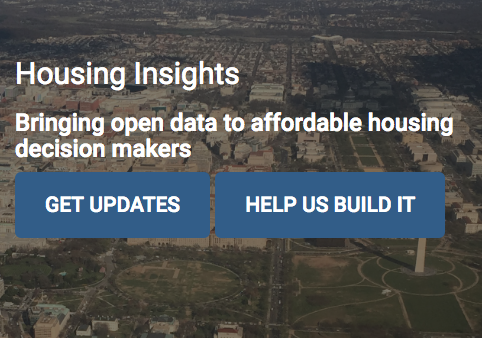 Housing Insights
Bringing open data to affordable housing
decision makers
GET UPDATES
HELP US BUILD IT